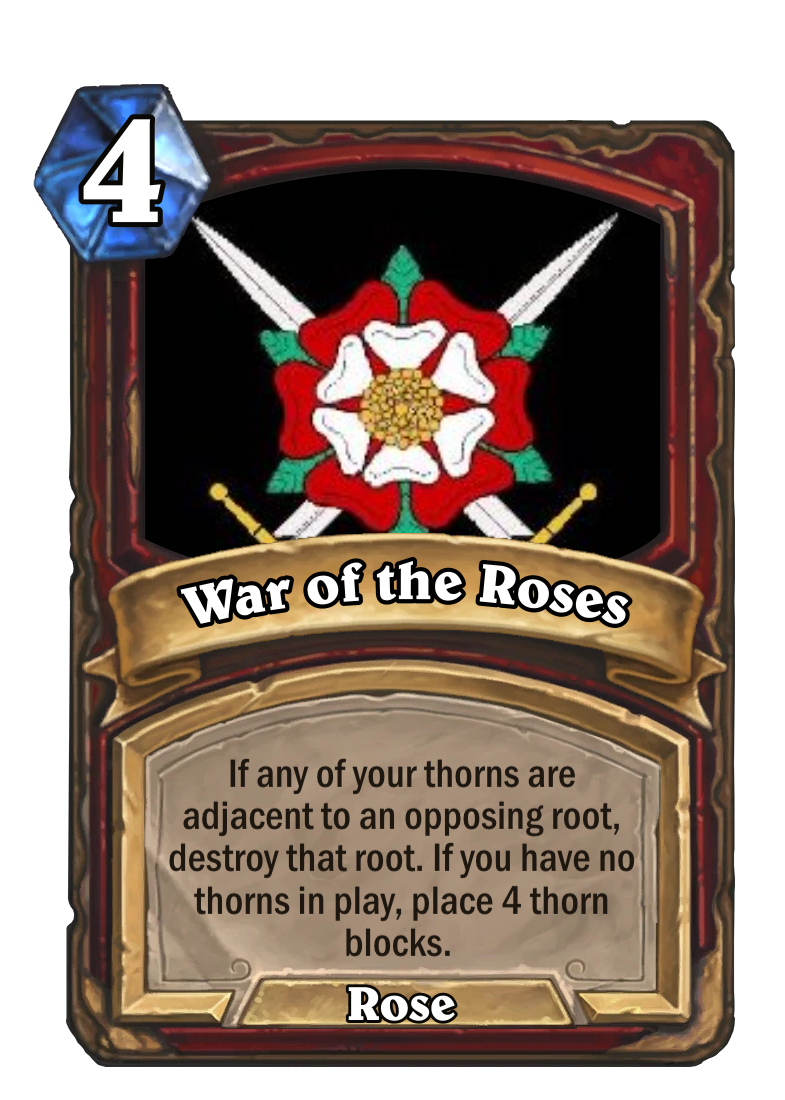 4
War of the Roses
If any of your thorns are
adjacent to an opposing root,
destroy that root. If you have no
thorns in play, place 4 thorn
blocks.
Rose